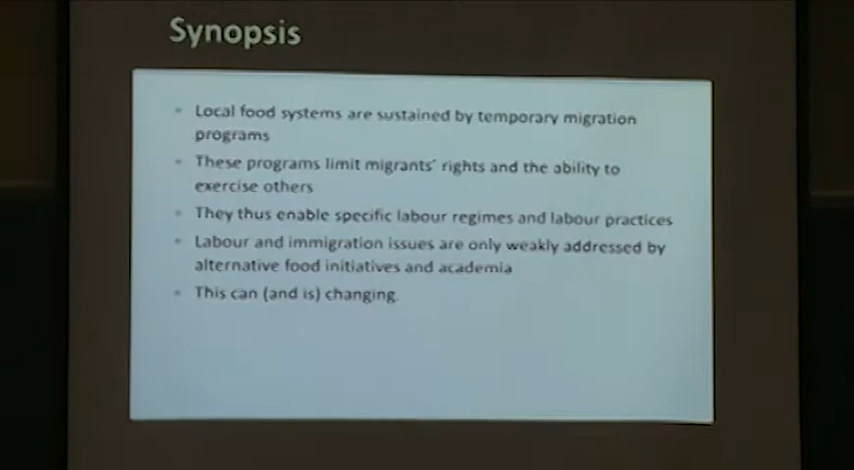 Synopsis
• Local food systems are sustained by temporary migration
programs
• These programs limit migrants' rights and the ability to
exercise others
• They thus enable specific labour regimes and labour practices
• Labour and immigration issues are only weakly addressed by
alternative food initiatives and academia
• This can (and is) changing.